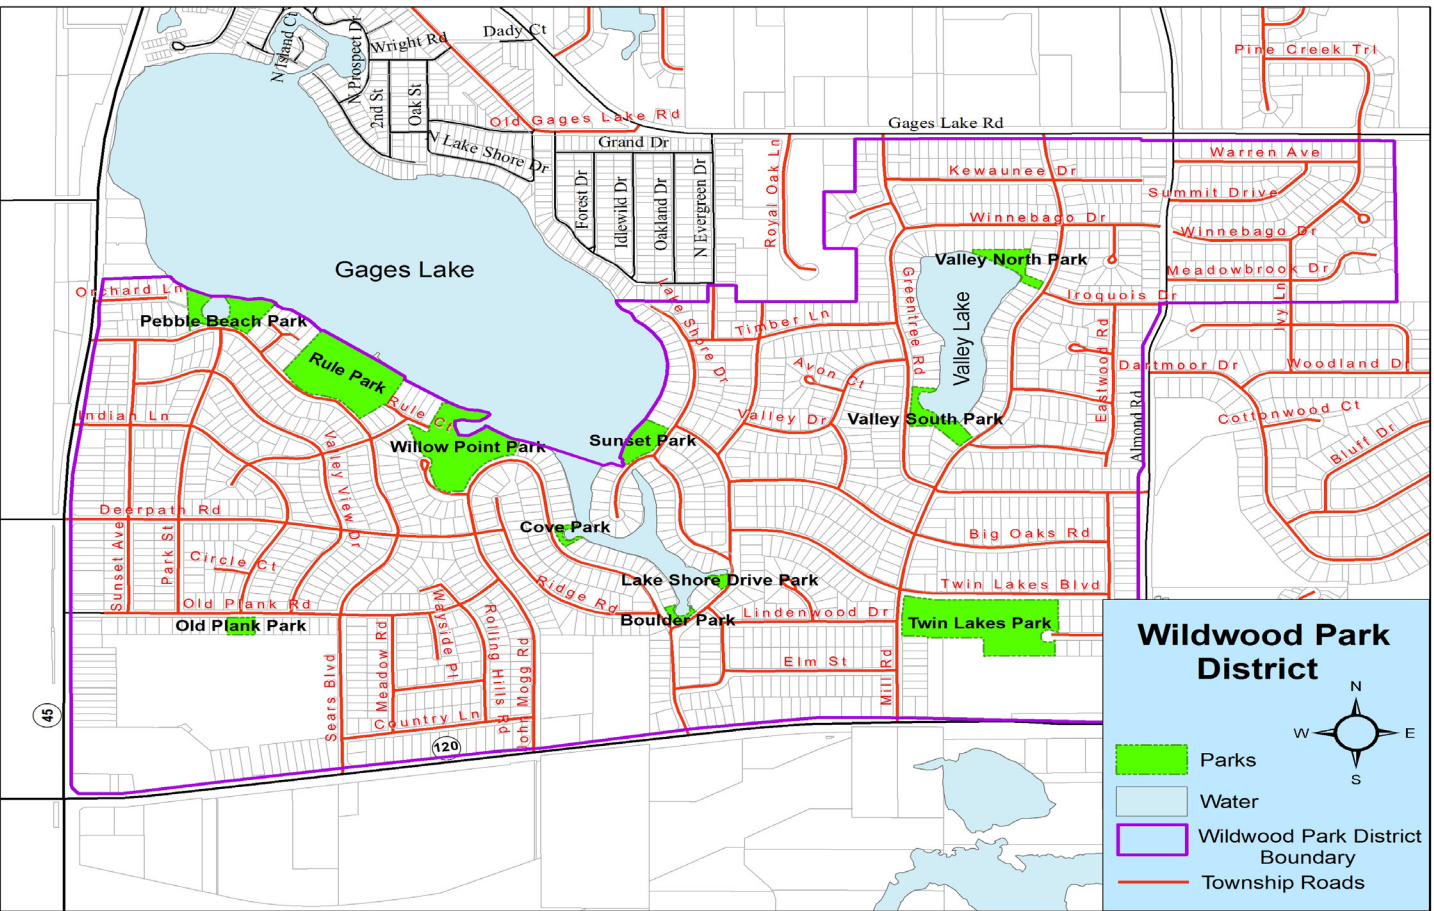 N Island Ct
N Prospect Dr
Wright Rd
Dady Ct
2nd St
Oak St
Old Gages Lake Rd
Gages Lake Rd
Pine Creek Trl
N Lake Shore Dr
Grand Dr
Forest Dr
Idlewild Dr
Oakland Dr
N Evergreen Dr
Royal Oak Ln
Kewaunee Dr
Warren Ave
Summit Drive
Winnebago Dr
Winnebago Dr
Valley North Park
Meadowbrook Dr
Gages Lake
Orchard Ln
Pebble Beach Park
Lake Shore Dr
Timber Ln
Greentree Rd
Valley Lake
Iroquois Dr
Ivy Ln
Rule Park
Rule Ct
Avon Ct
Eastwood Rd
Dartmoor Dr
Woodland Dr
Indian Ln
Willow Point Park
Sunset Park
Valley Dr
Valley South Park
Almond Rd
Cottonwood Ct
Bluff Dr
Valley View Dr
Deerpath Rd
Sunset Ave
Park St
Circle Ct
Cove Park
Big Oaks Rd
Lake Shore Drive Park
Twin Lakes Blvd
Old Plank Rd
Old Plank Park
Ridge Rd
Boulder Park
Lindenwood Dr
Twin Lakes Park
Wayside Pl
Rolling Hills Rd
John Mogg Rd
Meadow Rd
Sears Blvd
Elm St
Mill Rd
Country Ln
45
120
Wildwood Park
District
N
W
E
S
Parks
Water
Wildwood Park District
Boundary
Township Roads